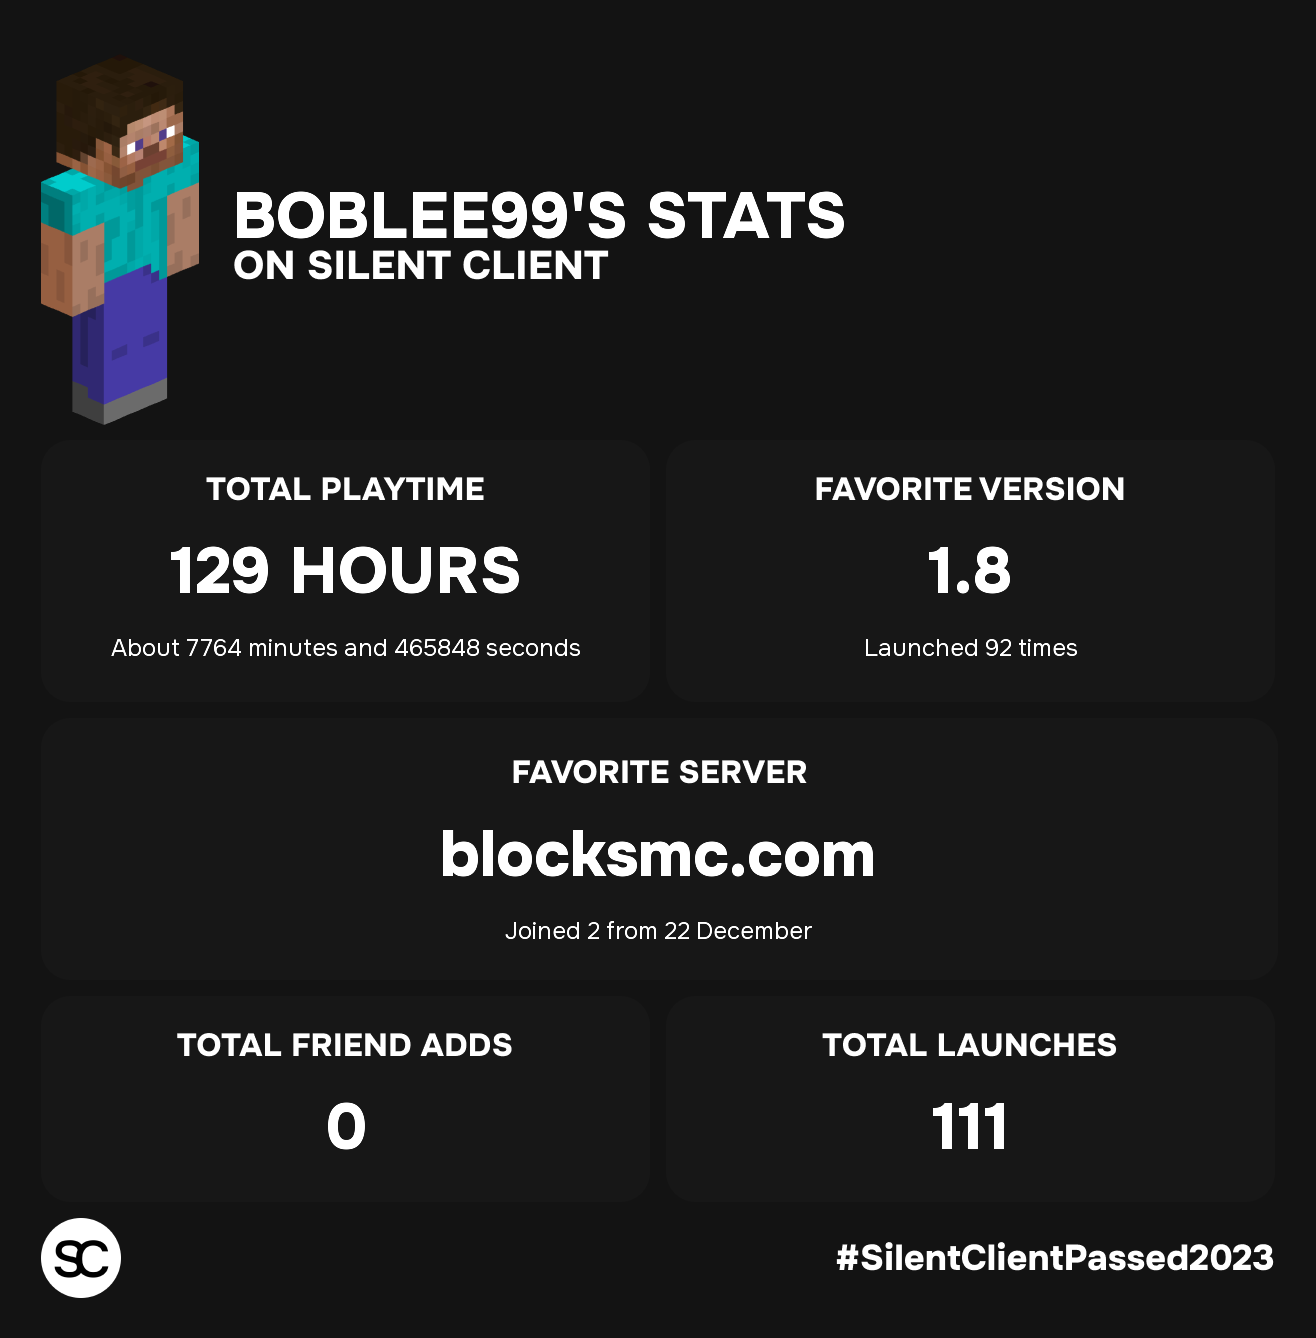 BOBLEE99'S STATS
ON SILENT CLIENT
TOTAL PLAYTIME
129 HOURS
About 7764 minutes and 465848 seconds
FAVORITE VERSION
1.8
Launched 92 times
FAVORITE SERVER
blocksmc.com
Joined 2 from 22 December
TOTAL FRIEND ADDS
0
TOTAL LAUNCHES
111
SC
#SilentClientPassed2023